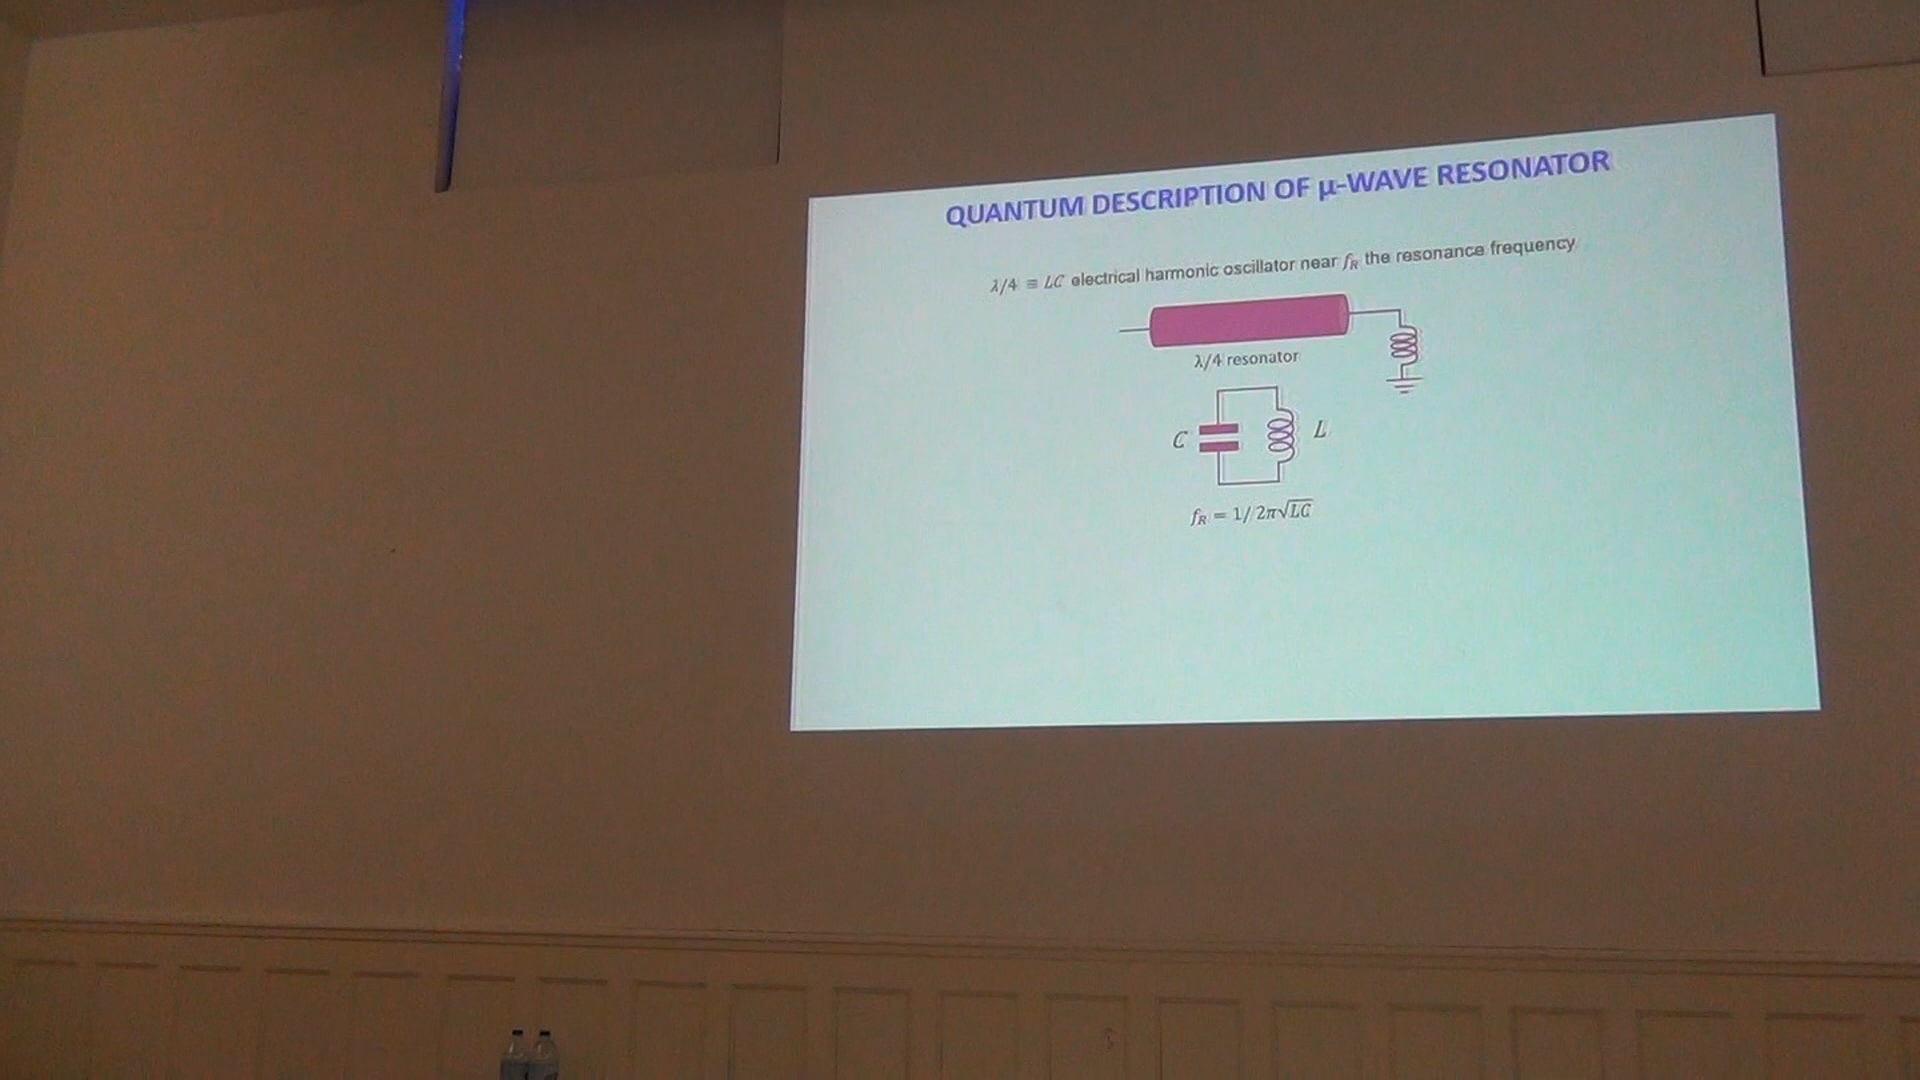 QUANTUM DESCRIPTION OF μ-WAVE RESONATOR
λ/4 ≡ LC electrical harmonic oscillator near f_R the resonance frequency
λ/4 resonator
C L
f_R = 1/2π√LC